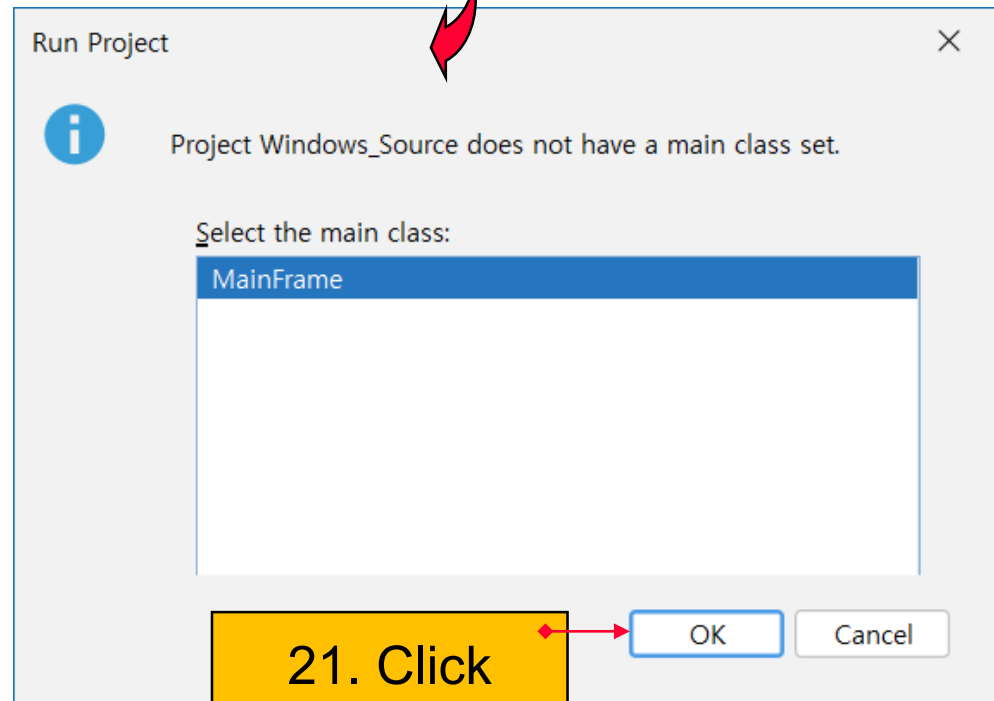 Run Project
Project Windows_Source does not have a main class set.
Select the main class:
MainFrame
21. Click
OK
Cancel